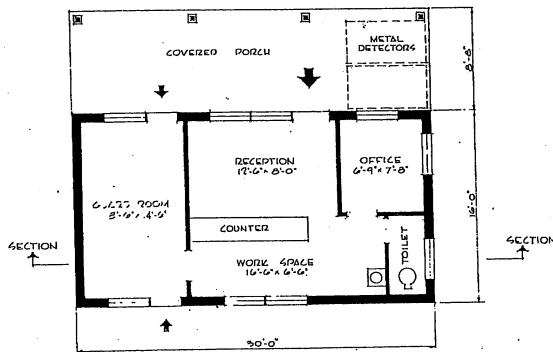 METAL
DETECTORS
COVERED PORCH
8'-8"
RECEPTION
12'-6" x 8'-0"
OFFICE
6'-9" x 7'-8"
ROOM
16'-0"
COUNTER
TOILET
SECTION
SECTION
WORK SPACE
16'-6" x 6'-6"
30'-0"